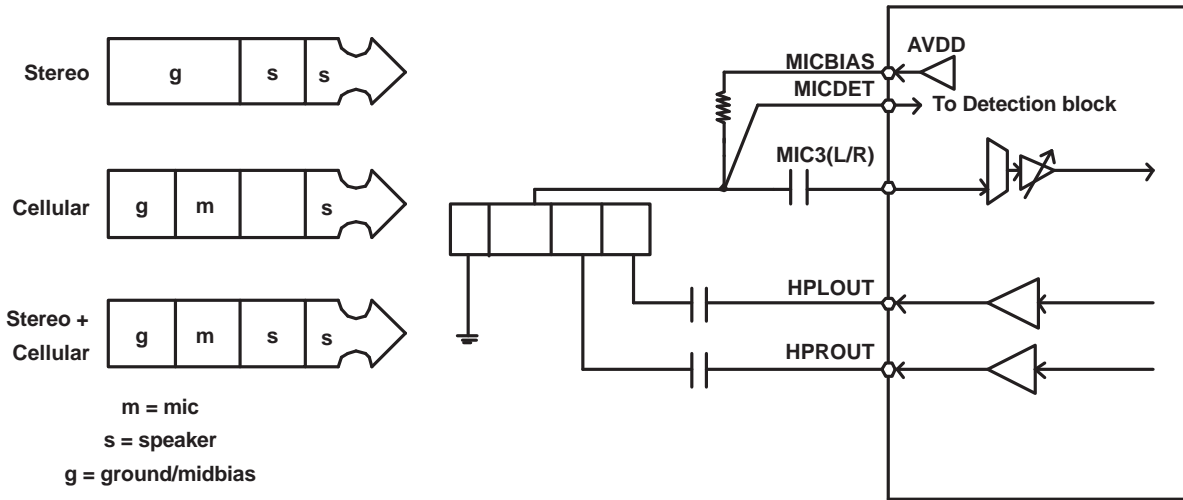 Stereo
g
s
s
Cellular
g
m
s
Stereo +
Cellular
g
m
s
s
m = mic
s = speaker
g = ground/midbias
AVDD
MICBIAS
MICDET
To Detection block
MIC3(L/R)
HPLOUT
HPROUT